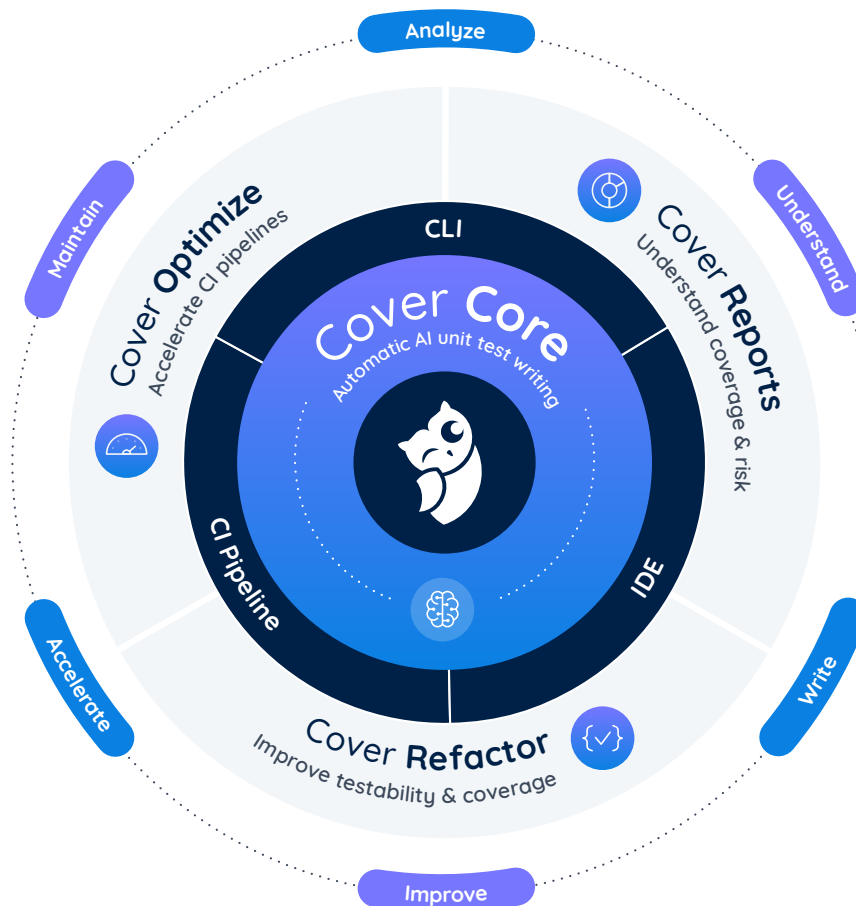 Analyze
Understand
Write
Improve
Accelerate
Maintain
Cover Optimize
Accelerate CI pipelines
Cover Reports
Understand coverage & risk
Cover Refactor
Improve testability & coverage
CLI
IDE
CI Pipeline
Cover Core
Automatic AI unit test writing